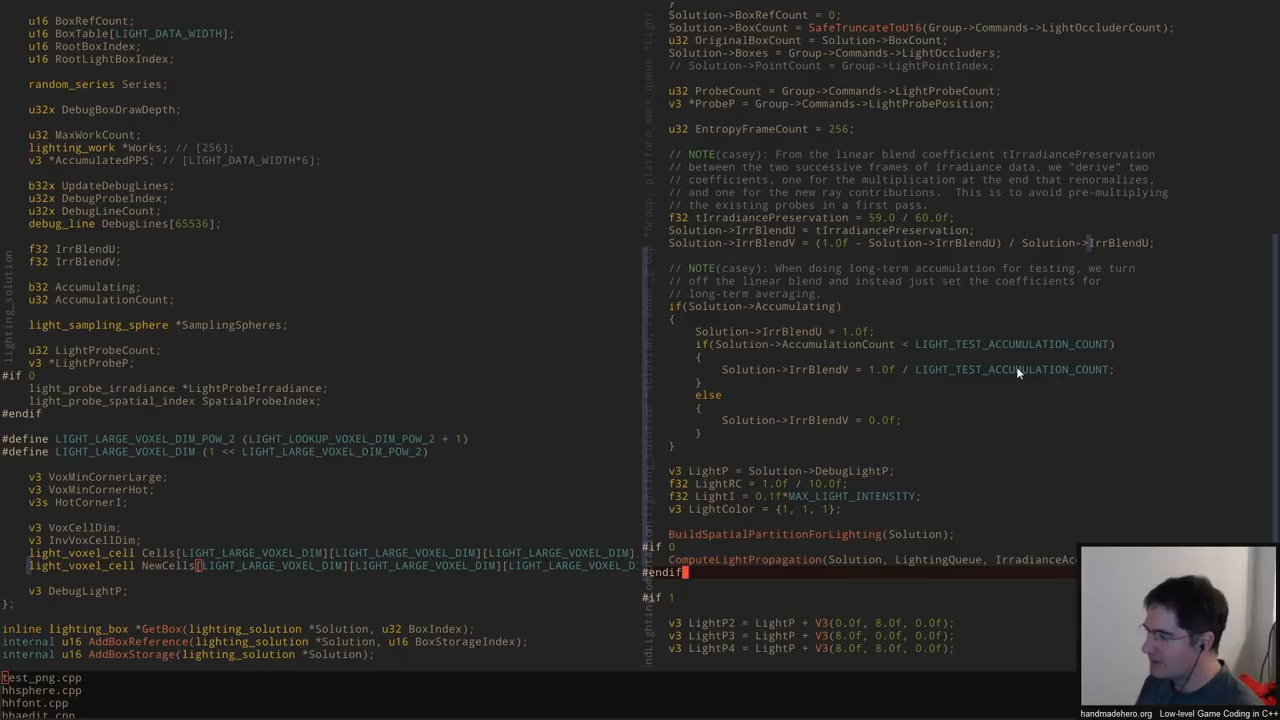 u16 BoxRefCount;
u16 BoxTable[LIGHT_DATA_WIDTH];
u16 RootBoxIndex;
u16 RootLightBoxIndex;
random_series Series;
u32x DebugBoxDrawDepth;
u32 MaxWorkCount;
lighting_work *Works; // [256];
v3 *AccumulatedPPS; // [LIGHT_DATA_WIDTH*6];
b32x UpdateDebugLines;
u32x DebugProbeIndex;
u32x DebugLineCount;
debug_line DebugLines[65536];
f32 IrrBlendU;
f32 IrrBlendV;
b32 Accumulating;
u32 AccumulationCount;
light_sampling_sphere *SamplingSpheres;
u32 LightProbeCount;
v3 *LightProbeP;
#if 0
light_probe_irradiance *LightProbeIrradiance;
light_probe_spatial_index SpatialProbeIndex;
#endif
#define LIGHT_LARGE_VOXEL_DIM_POW_2 (LIGHT_LOOKUP_VOXEL_DIM_POW_2 + 1)
#define LIGHT_LARGE_VOXEL_DIM (1 << LIGHT_LARGE_VOXEL_DIM_POW_2)
v3 VoxMinCornerLarge;
v3 VoxMinCornerHot;
v3s HotCornerI;
v3 VoxCellDim;
v3 InvVoxCellDim;
light_voxel_cell Cells[LIGHT_LARGE_VOXEL_DIM][LIGHT_LARGE_VOXEL_DIM][LIGHT_LARGE_VOXEL_DIM]
light_voxel_cell NewCells[LIGHT_LARGE_VOXEL_DIM][LIGHT_LARGE_VOXEL_DIM][LIGHT_LARGE_VOXEL_D
v3 DebugLightP;
};
inline lighting_box *GetBox(lighting_solution *Solution, u32 BoxIndex);
internal u16 AddBoxReference(lighting_solution *Solution, u16 BoxStorageIndex);
internal u16 AddBoxStorage(lighting_solution *Solution);
test_png.cpp
hhsphere.cpp
hhfont.cpp
hhaedit.cpp
lighting_solution
Solution->BoxRefCount = 0;
Solution->BoxCount = SafeTruncateToU16(Group->Commands->LightOccluderCount);
u32 OriginalBoxCount = Solution->BoxCount;
Solution->Boxes = Group->Commands->LightOccluders;
// Solution->PointCount = Group->LightPointIndex;
u32 ProbeCount = Group->Commands->LightProbeCount;
v3 *ProbeP = Group->Commands->LightProbePosition;
u32 EntropyFrameCount = 256;
// NOTE(casey): From the linear blend coefficient tIrradiancePreservation
// between the two successive frames of irradiance data, we "derive" two
// coefficients, one for the multiplication at the end that renormalizes,
// and one for the new ray contributions.  This is to avoid pre-multiplying
// the existing probes in a first pass.
f32 tIrradiancePreservation = 59.0 / 60.0f;
Solution->IrrBlendU = tIrradiancePreservation;
Solution->IrrBlendV = (1.0f - Solution->IrrBlendU) / Solution->IrrBlendU;
// NOTE(casey): When doing long-term accumulation for testing, we turn
// off the linear blend and instead just set the coefficients for
// long-term averaging.
if(Solution->Accumulating)
{
Solution->IrrBlendU = 1.0f;
if(Solution->AccumulationCount < LIGHT_TEST_ACCUMULATION_COUNT)
{
Solution->IrrBlendV = 1.0f / LIGHT_TEST_ACCUMULATION_COUNT;
}
else
{
Solution->IrrBlendV = 0.0f;
}
}
v3 LightP = Solution->DebugLightP;
f32 LightRC = 1.0f / 10.0f;
f32 LightI = 0.1f*MAX_LIGHT_INTENSITY;
v3 LightColor = {1, 1, 1};
BuildSpatialPartitionForLighting(Solution);
#if 0
ComputeLightPropagation(Solution, LightingQueue, IrradianceAc
#endif
#if 1
v3 LightP2 = LightP + V3(0.0f, 8.0f, 0.0f);
v3 LightP3 = LightP + V3(8.0f, 0.0f, 0.0f);
v3 LightP4 = LightP + V3(8.0f, 8.0f, 0.0f);
handmadehero.org   Low-level Game Coding in C++